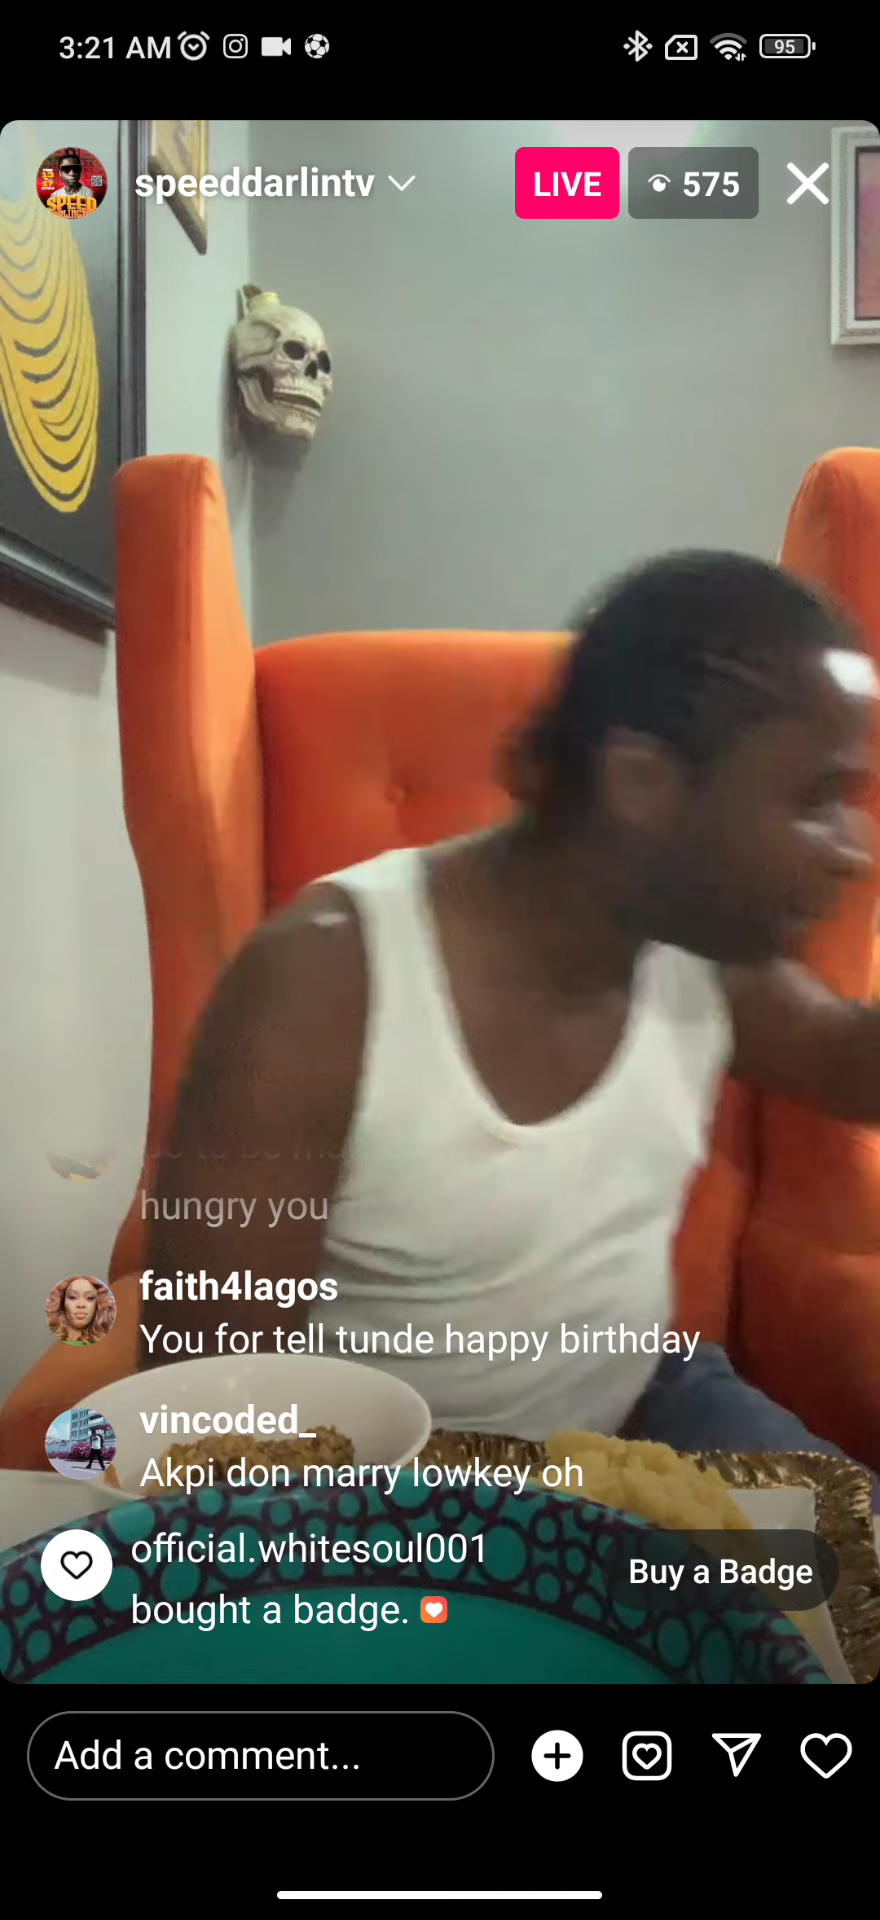 3:21 AM
95
speeddarlintv
LIVE
575
SPEED
hungry you
faith4lagos
You for tell tunde happy birthday
vincoded_
Akpi don marry lowkey oh
official.whitesoul001
bought a badge.
Buy a Badge
Add a comment...